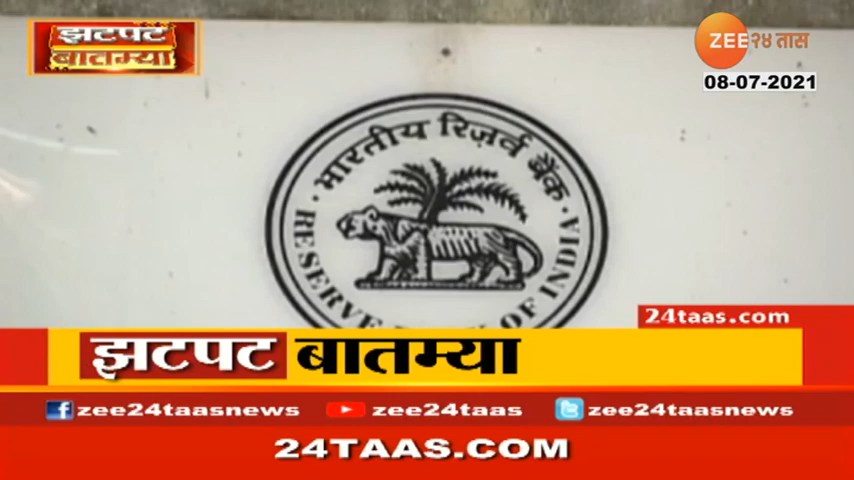 झटपट
बातम्या
ZEE २४ तास
08-07-2021
भारतीय रिज़र्व बैंक
RESERVE BANK OF INDIA
24taas.com
झटपट बातम्या
zee24taasnews zee24taas zee24taasnews
24TAAS.COM